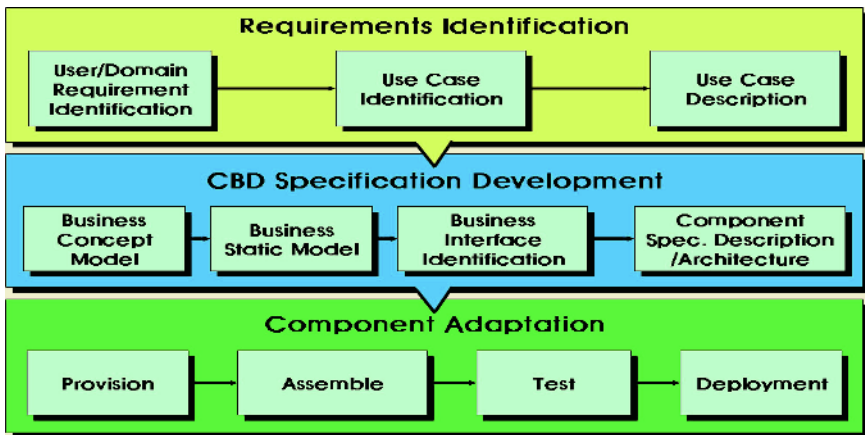 Requirements Identification
User/Domain
Requirement
Identification
Use Case
Identification
Use Case
Description
CBD Specification Development
Business
Concept
Model
Business
Static Model
Business
Interface
Identification
Component
Spec. Description
/Architecture
Component Adaptation
Provision
Assemble
Test
Deployment